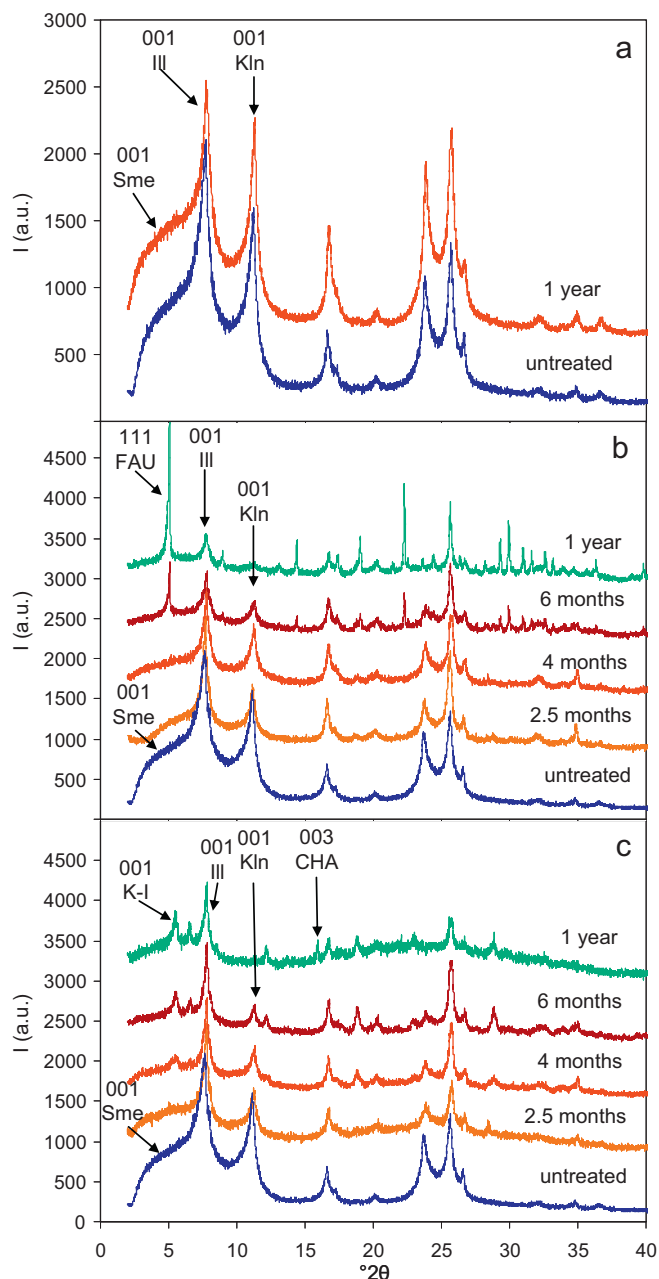 3000
2500
2000
1500
1000
500
I (a.u.)
a
001
Ill
001
Kln
001
Sme
1 year
untreated
4500
4000
3500
3000
2500
2000
1500
1000
500
I (a.u.)
b
111
FAU
001
Ill
001
Kln
001
Sme
1 year
6 months
4 months
2.5 months
untreated
4500
4000
3500
3000
2500
2000
1500
1000
500
0
I (a.u.)
c
001
K-I
001
Ill
001
Kln
003
CHA
001
Sme
1 year
6 months
4 months
2.5 months
untreated
0 5 10 15 20 25 30 35 40
°2θ